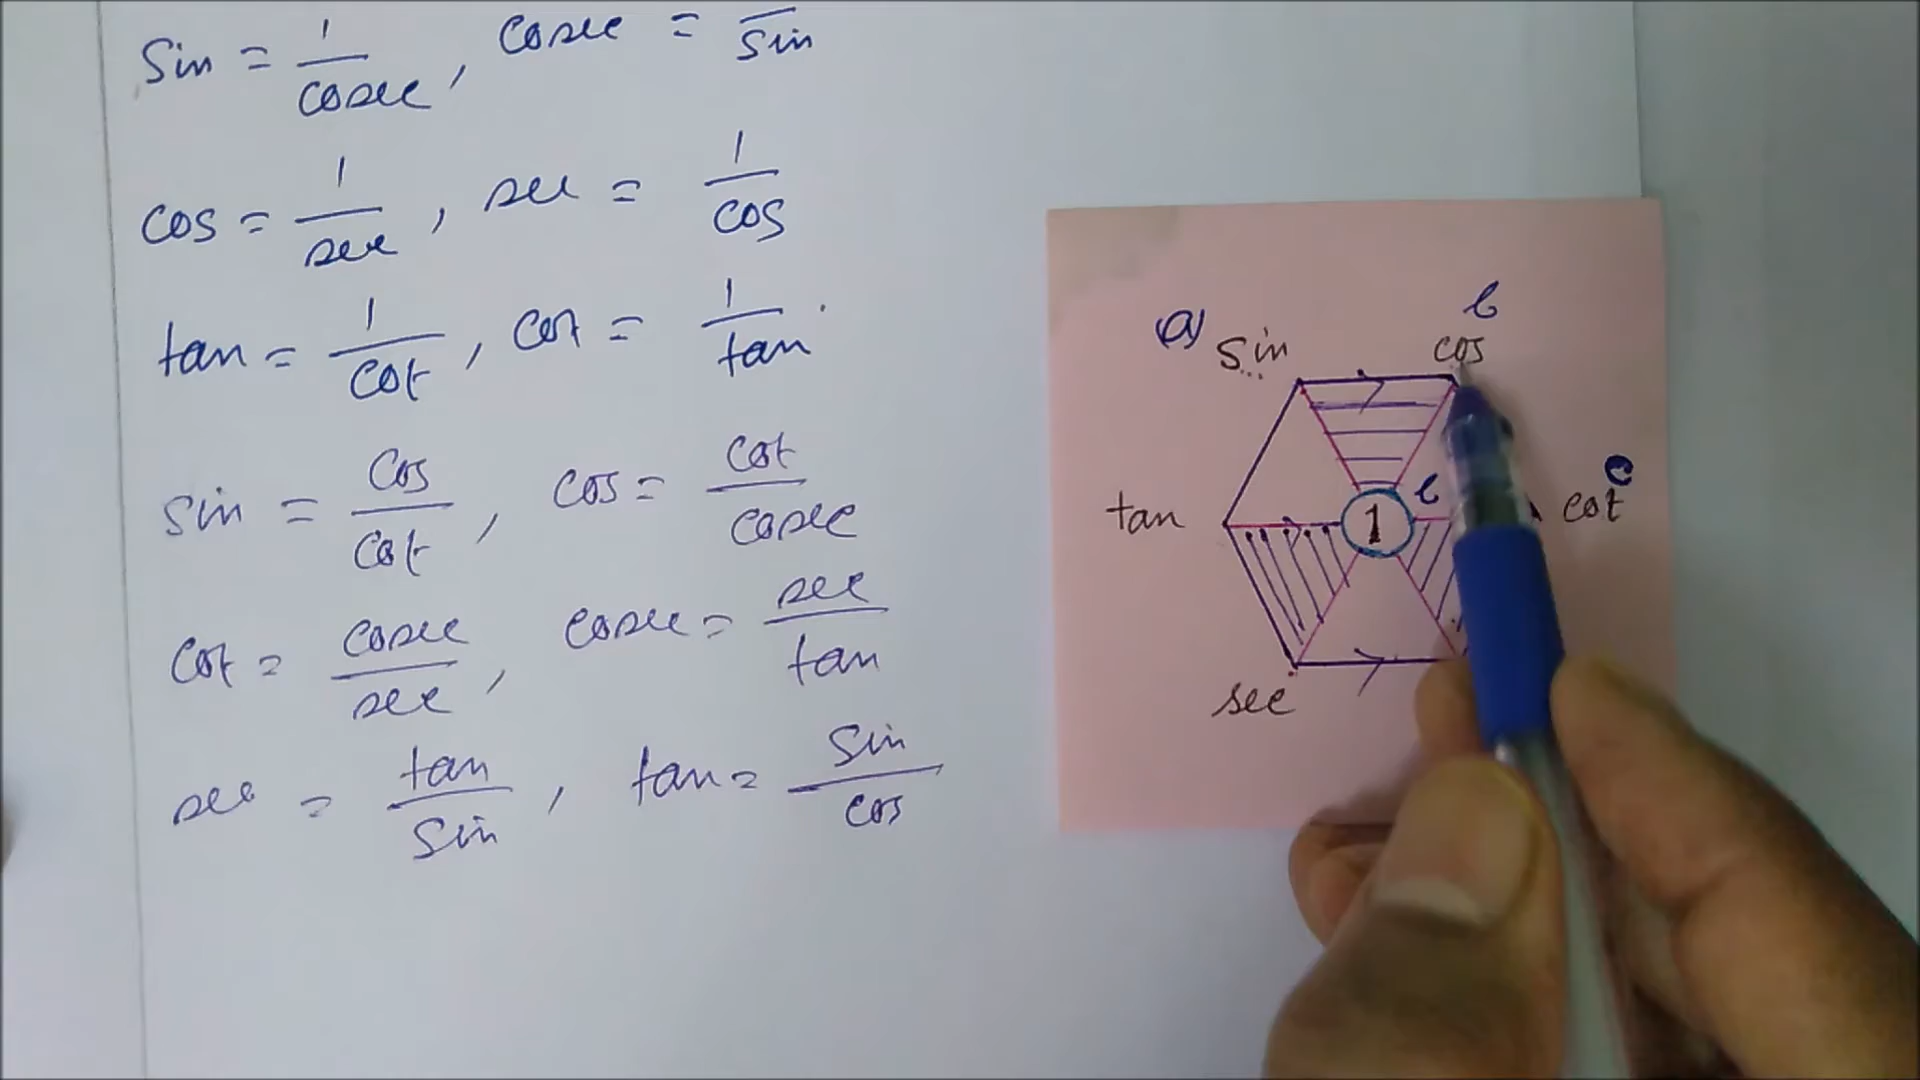 Sin = 1/cosec, cosec = /sin
cos = 1/sec, sec = 1/cos
tan = 1/cot, cot = 1/tan.
sin = cos/cot, cos = cot/cosec
cot = cosec/sec, cosec = sec/tan
sec = tan/sin, tan = sin/cos
b
a) sin cos
c
b
tan 1 cot
sec